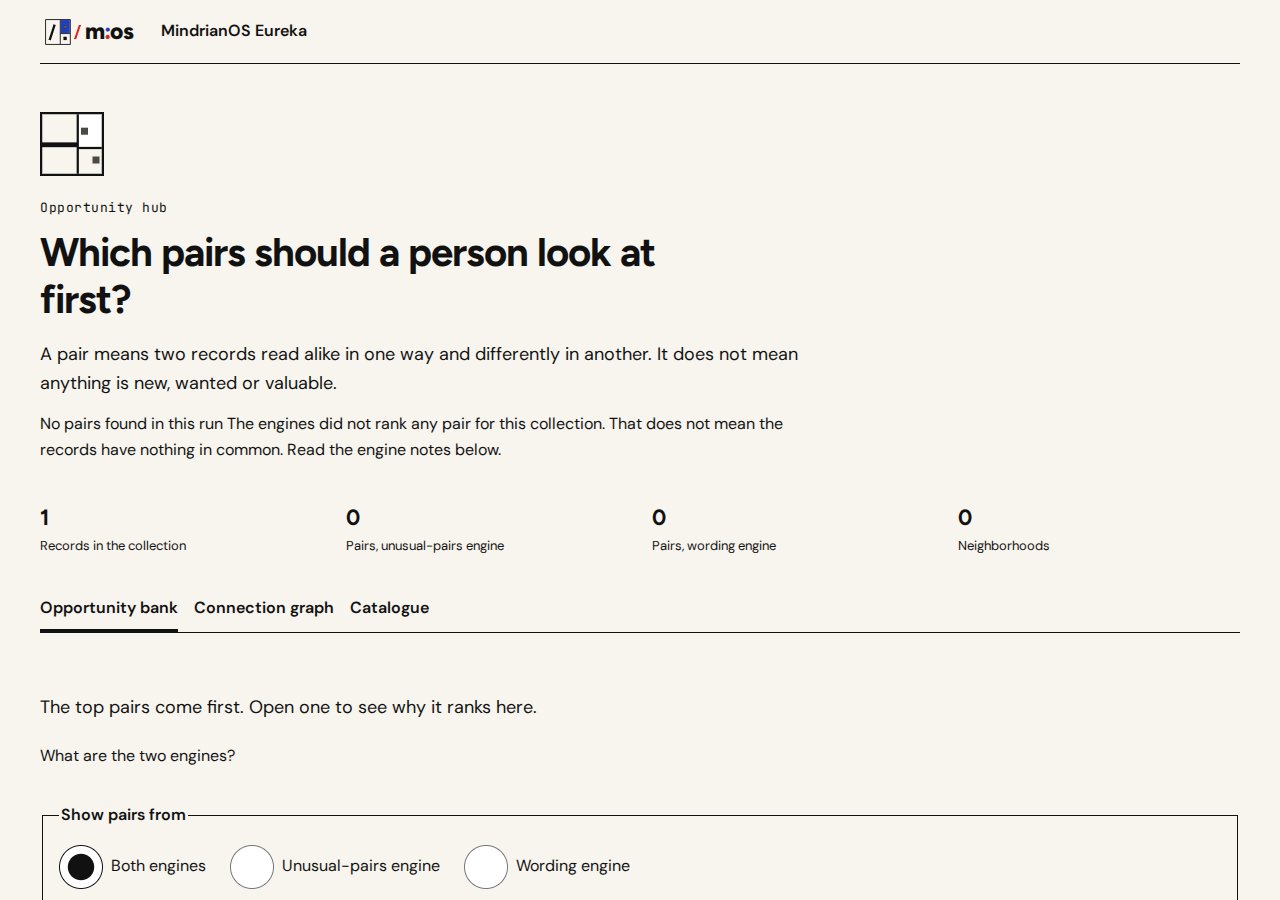 m:os MindrianOS Eureka
Opportunity hub
Which pairs should a person look at
first?
A pair means two records read alike in one way and differently in another. It does not mean
anything is new, wanted or valuable.
No pairs found in this run The engines did not rank any pair for this collection. That does not mean the
records have nothing in common. Read the engine notes below.
1 0 0 0
Records in the collection Pairs, unusual-pairs engine Pairs, wording engine Neighborhoods
Opportunity bank Connection graph Catalogue
The top pairs come first. Open one to see why it ranks here.
What are the two engines?
Show pairs from
Both engines Unusual-pairs engine Wording engine